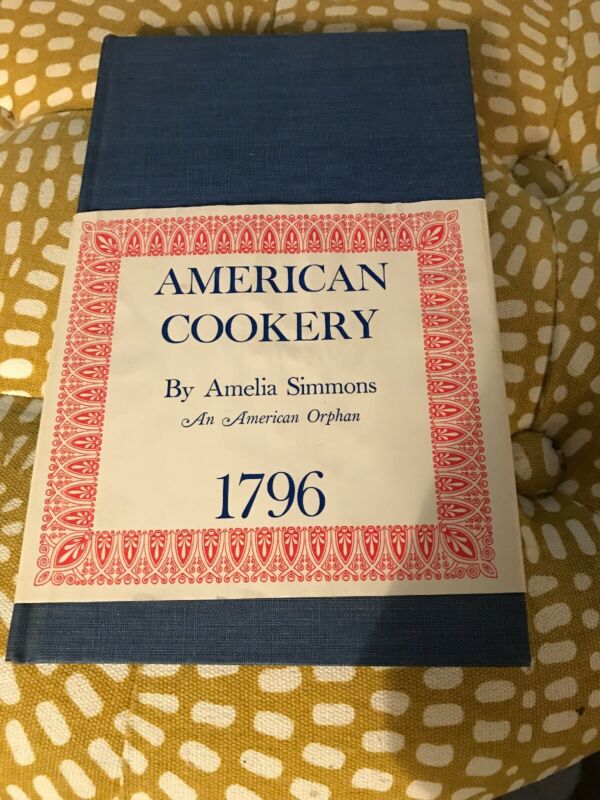 AMERICAN
COOKERY
By Amelia Simmons
An American Orphan
1796